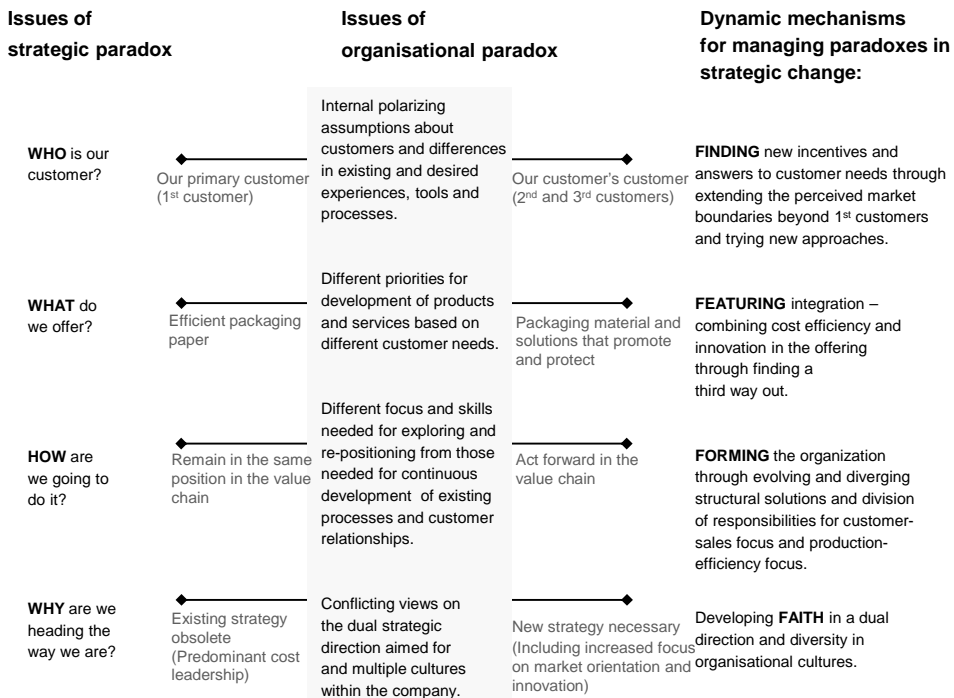 Issues of
strategic paradox
Issues of
organisational paradox
Dynamic mechanisms
for managing paradoxes in
strategic change:
WHO is our
customer?
Our primary customer
(1st customer)
Internal polarizing
assumptions about
customers and differences
in existing and desired
experiences, tools and
processes.
Our customer's customer
(2nd and 3rd customers)
FINDING new incentives and
answers to customer needs through
extending the perceived market
boundaries beyond 1st customers
and trying new approaches.
WHAT do
we offer?
Efficient packaging
paper
Different priorities for
development of products
and services based on
different customer needs.
Packaging material and
solutions that promote
and protect
FEATURING integration –
combining cost efficiency and
innovation in the offering
through finding a
third way out.
HOW are
we going to
do it?
Remain in the same
position in the value
chain
Different focus and skills
needed for exploring and
re-positioning from those
needed for continuous
development of existing
processes and customer
relationships.
Act forward in the
value chain
FORMING the organization
through evolving and diverging
structural solutions and division
of responsibilities for customer-
sales focus and production-
efficiency focus.
WHY are we
heading the
way we are?
Existing strategy
obsolete
(Predominant cost
leadership)
Conflicting views on
the dual strategic
direction aimed for
and multiple cultures
within the company.
New strategy necessary
(Including increased focus
on market orientation and
innovation)
Developing FAITH in a dual
direction and diversity in
organisational cultures.